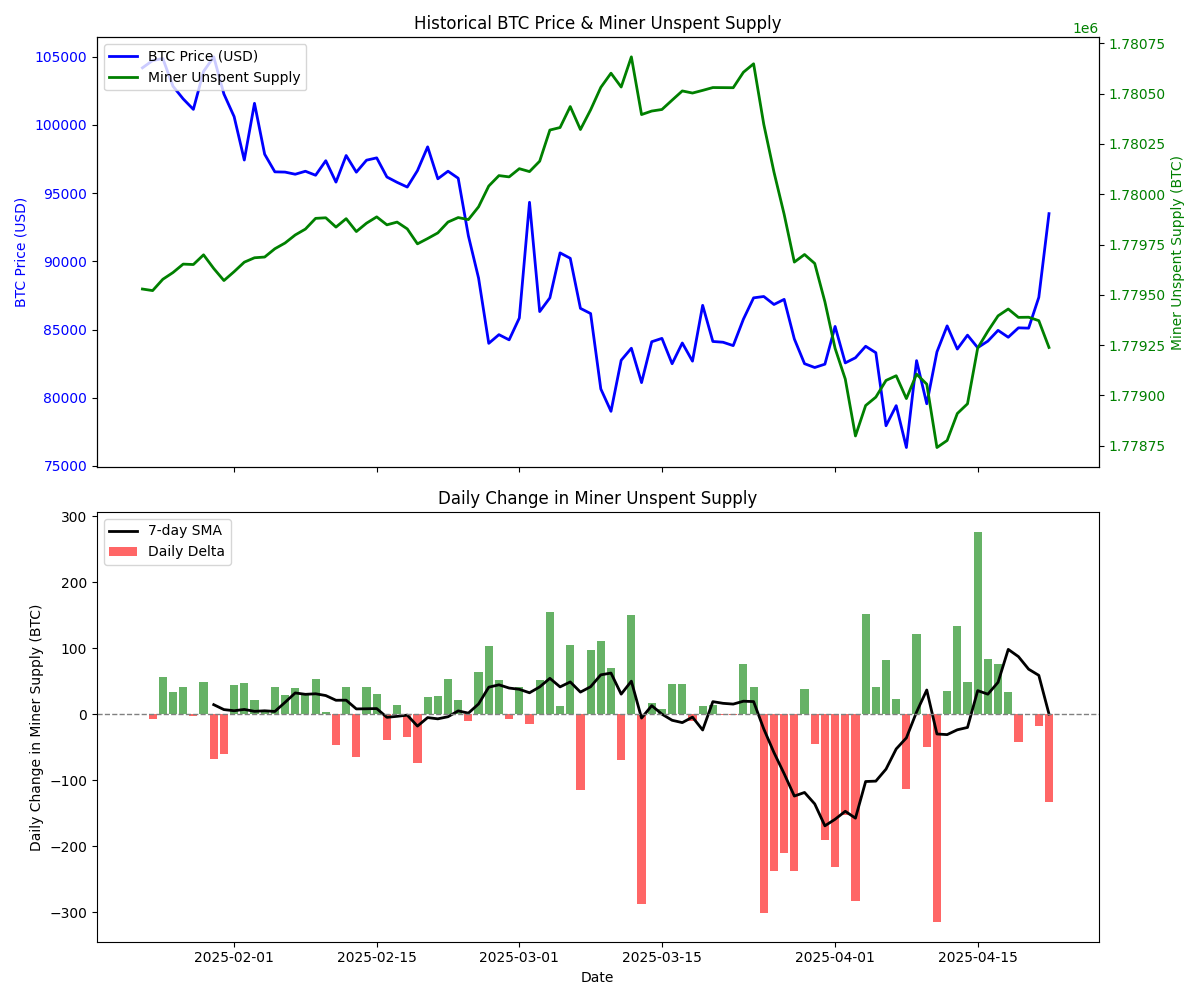 Historical BTC Price & Miner Unspent Supply
1e6
BTC Price (USD)
Miner Unspent Supply
105000
100000
95000
90000
85000
80000
75000
BTC Price (USD)
1.78075
1.78050
1.78025
1.78000
1.77975
1.77950
1.77925
1.77900
1.77875
Miner Unspent Supply (BTC)
Daily Change in Miner Unspent Supply
7-day SMA
Daily Delta
300
200
100
0
−100
−200
−300
Daily Change in Miner Supply (BTC)
2025-02-01
2025-02-15
2025-03-01
2025-03-15
2025-04-01
2025-04-15
Date